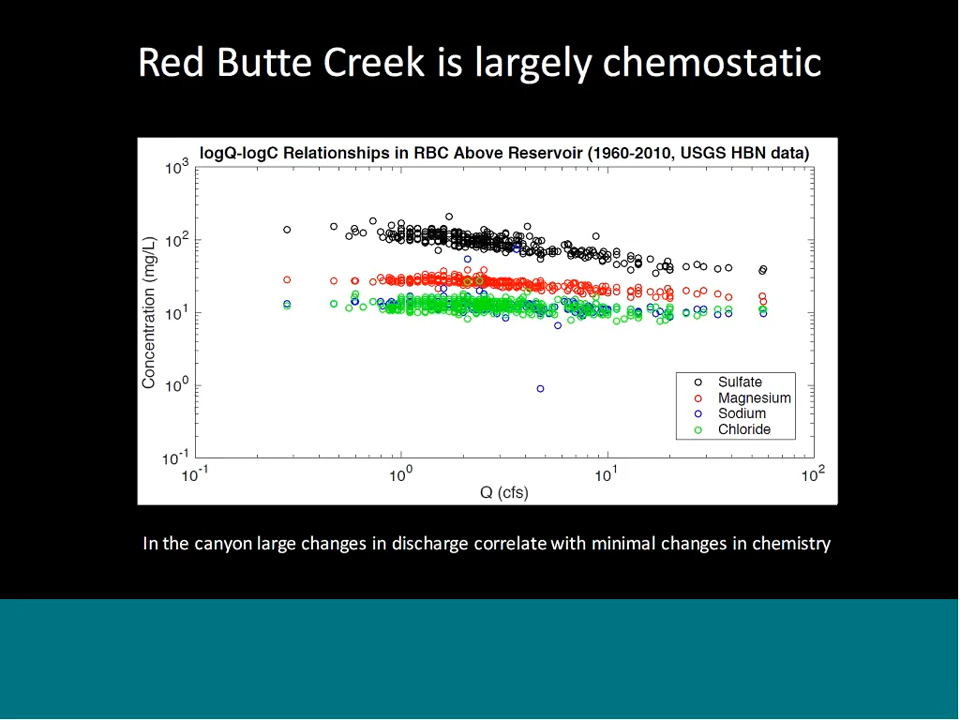 Red Butte Creek is largely chemostatic
logQ-logC Relationships in RBC Above Reservoir (1960-2010, USGS HBN data)
10^3
10^2
10^1
10^0
10^-1
Concentration (mg/L)
Sulfate
Magnesium
Sodium
Chloride
10^-1 10^0 10^1 10^2
Q (cfs)
In the canyon large changes in discharge correlate with minimal changes in chemistry